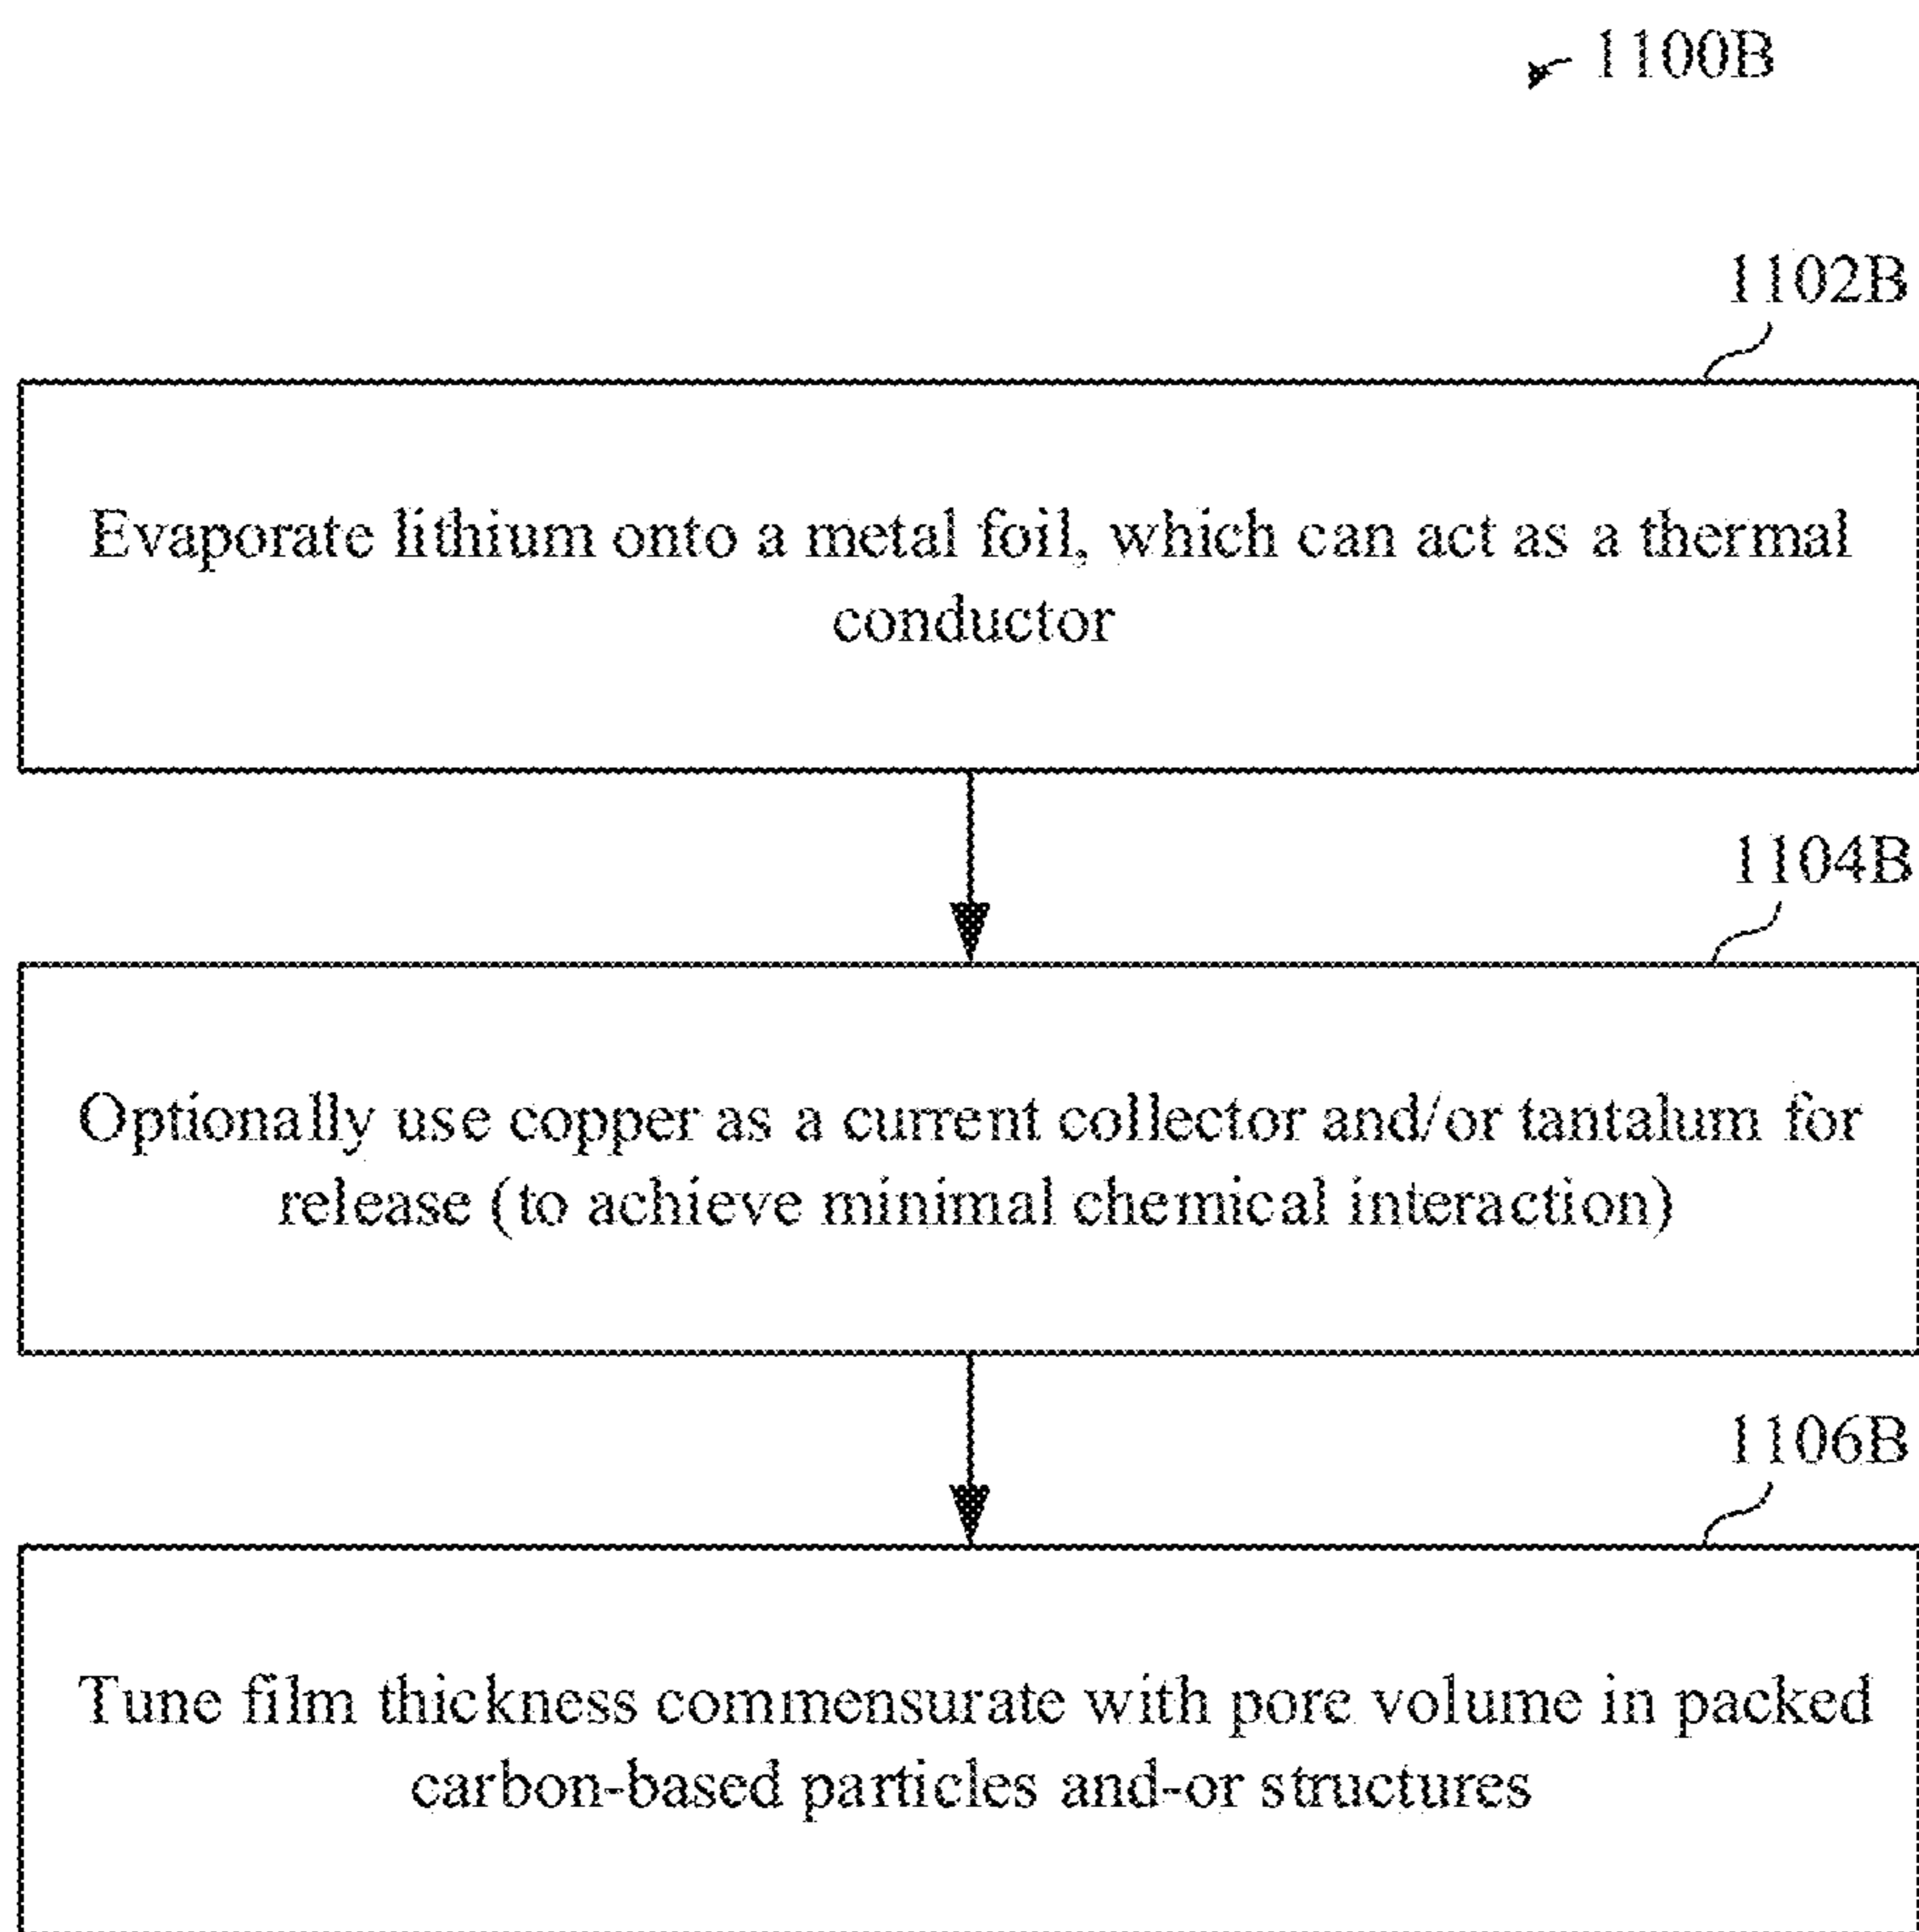 1100B
1102B
Evaporate lithium onto a metal foil, which can act as a thermal
conductor
1104B
Optionally use copper as a current collector and/or tantalum for
release (to achieve minimal chemical interaction)
1106B
Tune film thickness commensurate with pore volume in packed
carbon-based particles and-or structures